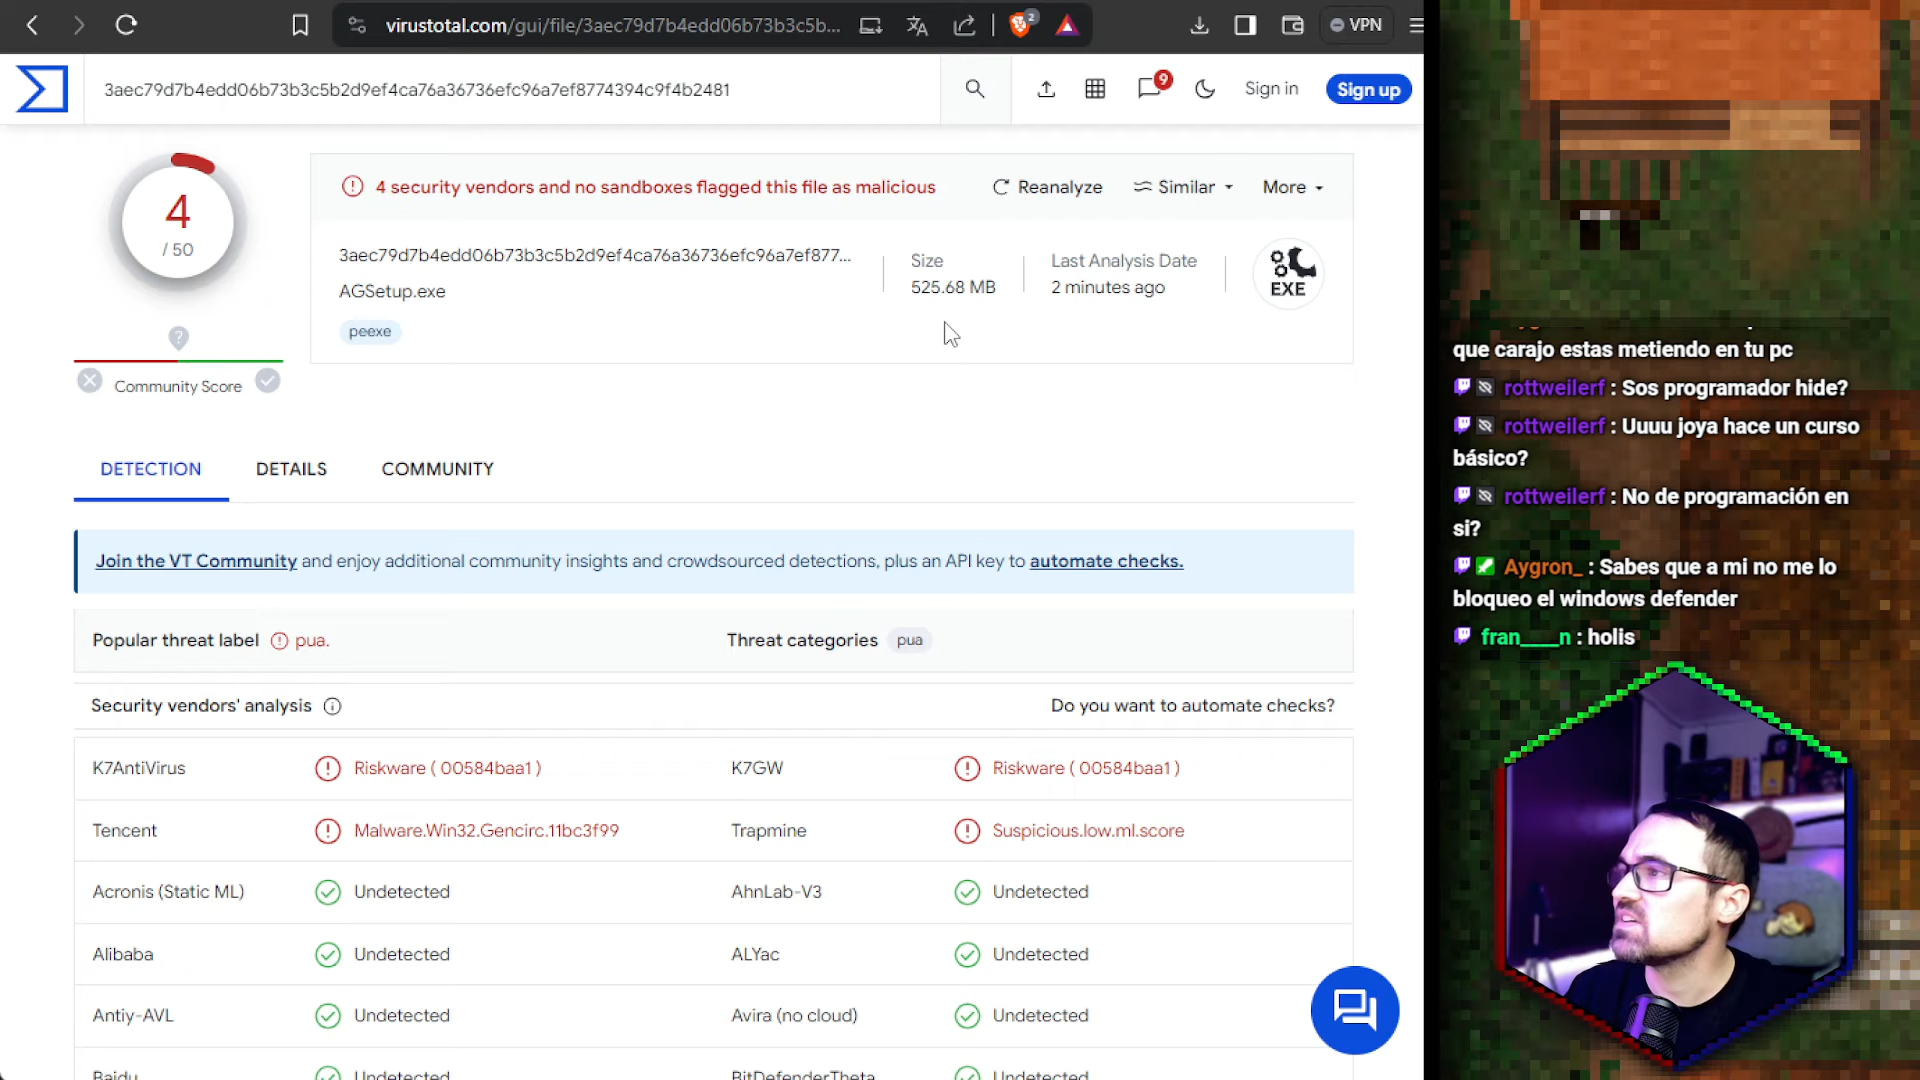 virustotal.com/gui/file/3aec79d7b4edd06b73b3c5b...
2
VPN
3aec79d7b4edd06b73b3c5b2d9ef4ca76a36736efc96a7ef8774394c9f4b2481
9
Sign in
Sign up
4
/ 50
Community Score
4 security vendors and no sandboxes flagged this file as malicious
Reanalyze
Similar
More
3aec79d7b4edd06b73b3c5b2d9ef4ca76a36736efc96a7ef877...
AGSetup.exe
peexe
Size
525.68 MB
Last Analysis Date
2 minutes ago
EXE
DETECTION
DETAILS
COMMUNITY
Join the VT Community and enjoy additional community insights and crowdsourced detections, plus an API key to automate checks.
Popular threat label
pua.
Threat categories
pua
Security vendors' analysis
Do you want to automate checks?
K7AntiVirus
Riskware ( 00584baa1 )
K7GW
Riskware ( 00584baa1 )
Tencent
Malware.Win32.Gencirc.11bc3f99
Trapmine
Suspicious.low.ml.score
Acronis (Static ML)
Undetected
AhnLab-V3
Undetected
Alibaba
Undetected
ALYac
Undetected
Antiy-AVL
Undetected
Avira (no cloud)
Undetected
Baidu
Undetected
BitDefenderTheta
Undetected
que carajo estas metiendo en tu pc
rottweilerf : Sos programador hide?
rottweilerf : Uuuu joya hace un curso
básico?
rottweilerf : No de programación en
si?
Aygron_ : Sabes que a mi no me lo
bloqueo el windows defender
fran____n : holis